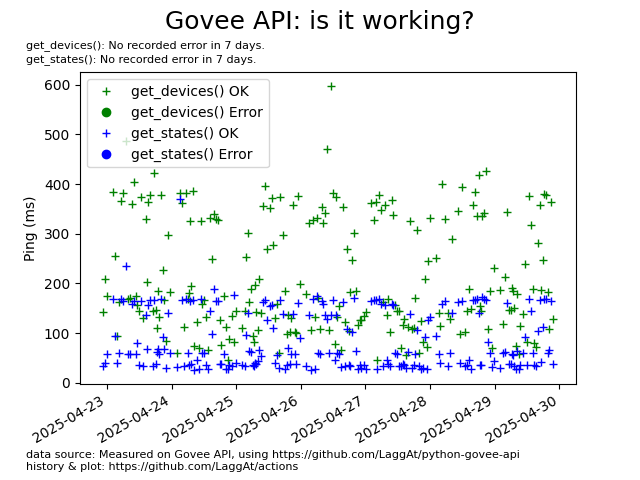 Govee API: is it working?
get_devices(): No recorded error in 7 days.
get_states(): No recorded error in 7 days.
get_devices() OK
get_devices() Error
get_states() OK
get_states() Error
Ping (ms)
600
500
400
300
200
100
0
2025-04-23
2025-04-24
2025-04-25
2025-04-26
2025-04-27
2025-04-28
2025-04-29
2025-04-30
data source: Measured on Govee API, using https://github.com/LaggAt/python-govee-api
history & plot: https://github.com/LaggAt/actions